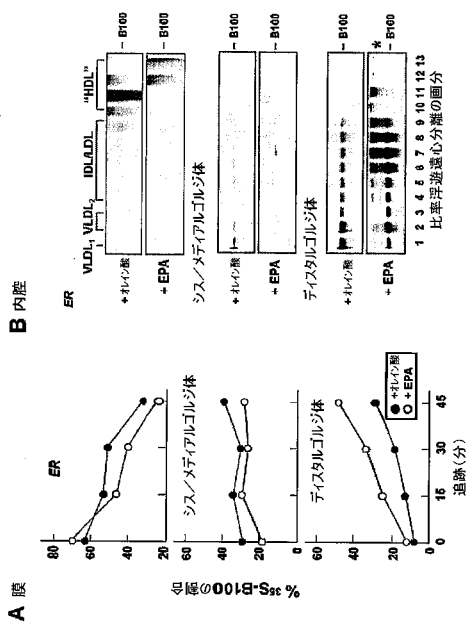 A 膜
ER
80
60
40
20
シス/メディアルゴルジ体
60
40
20
0
ディスタルゴルジ体
60
40
20
0
0 15 30 45
追跡(分)
% ³⁵S-B100の割合
+オレイン酸
+EPA
B 内腔
VLDL₁ VLDL₂ IDL/LDL "HDL"
ER
+オレイン酸 B100
+EPA B100
シス/メディアルゴルジ体
+オレイン酸 B100
+EPA B100
ディスタルゴルジ体
+オレイン酸 B100
+EPA * B100
1 2 3 4 5 6 7 8 9 10 11 12 13
比率浮遊遠心分離の画分